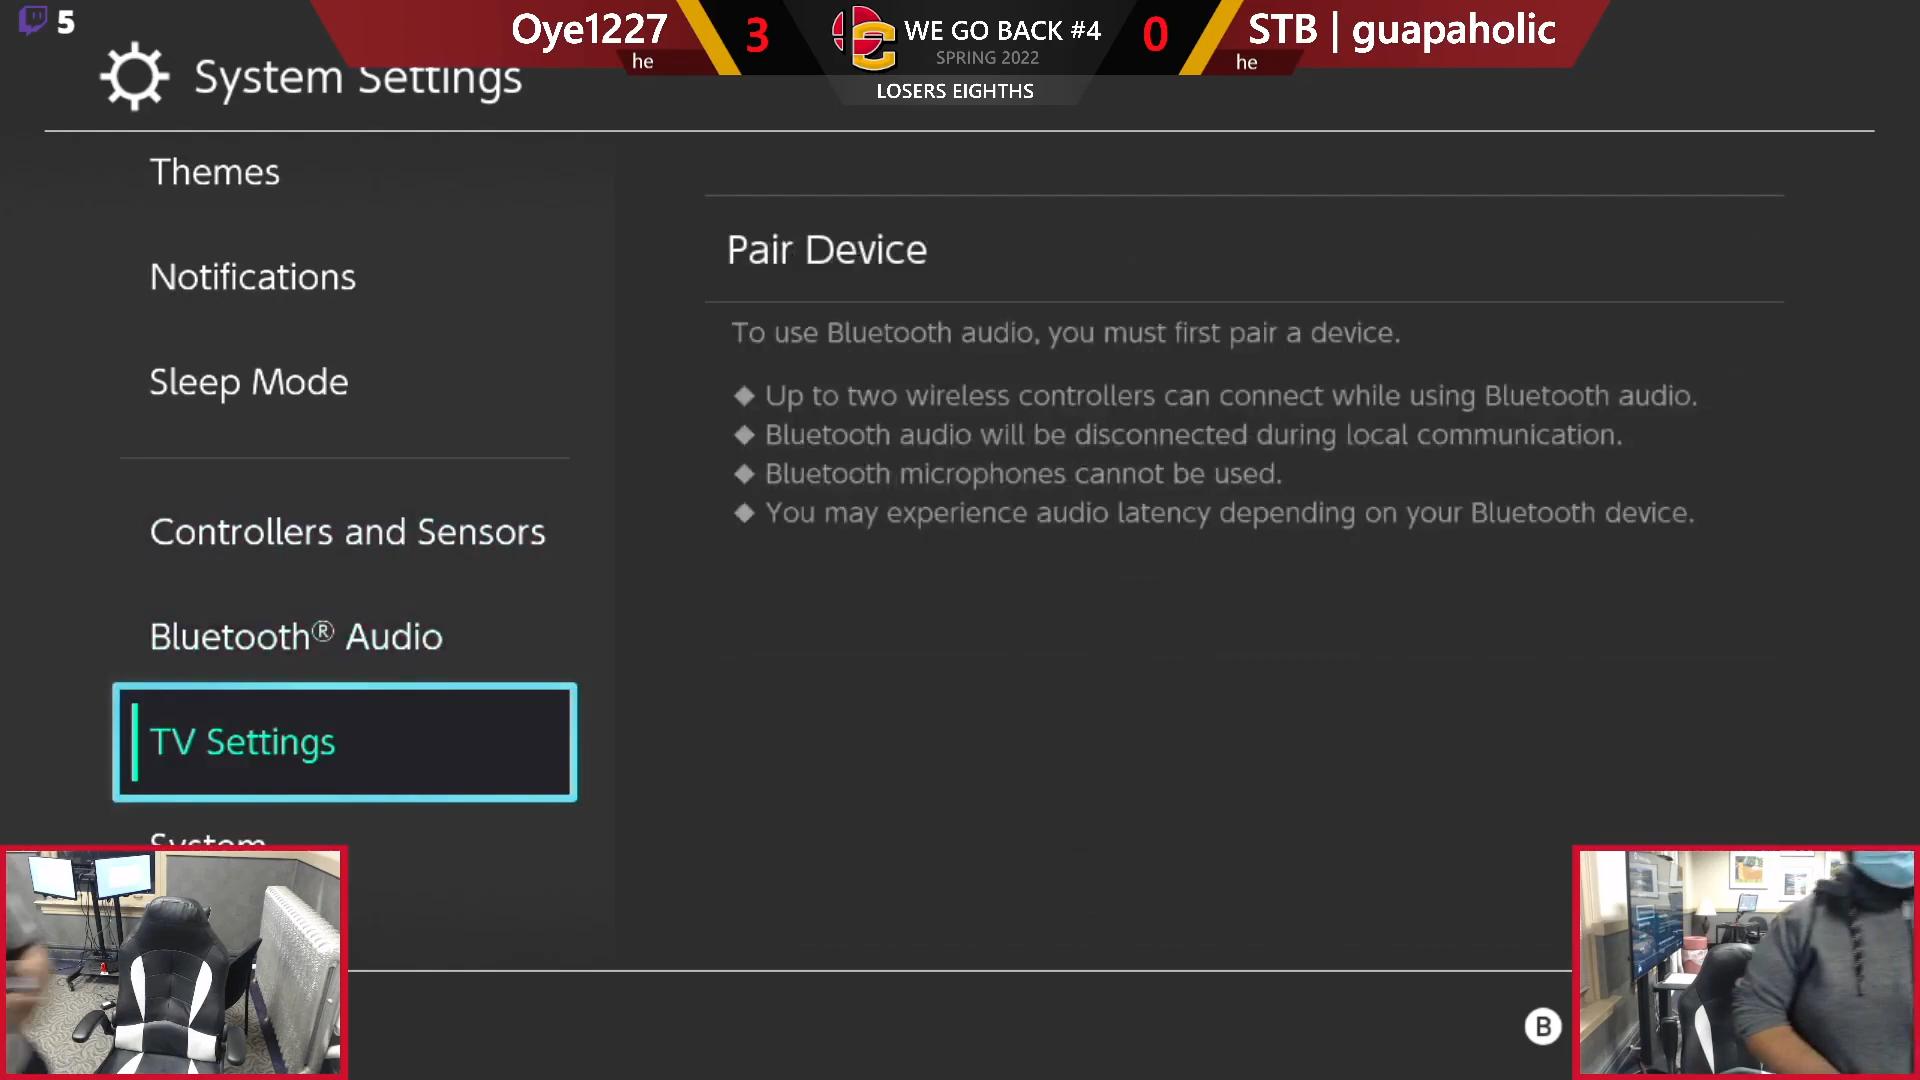 5
Oye1227
he
3
WE GO BACK #4
SPRING 2022
LOSERS EIGHTHS
0
STB | guapaholic
he
System Settings
Themes
Notifications
Sleep Mode
Controllers and Sensors
Bluetooth® Audio
TV Settings
System
Pair Device
To use Bluetooth audio, you must first pair a device.
◆ Up to two wireless controllers can connect while using Bluetooth audio.
◆ Bluetooth audio will be disconnected during local communication.
◆ Bluetooth microphones cannot be used.
◆ You may experience audio latency depending on your Bluetooth device.
B